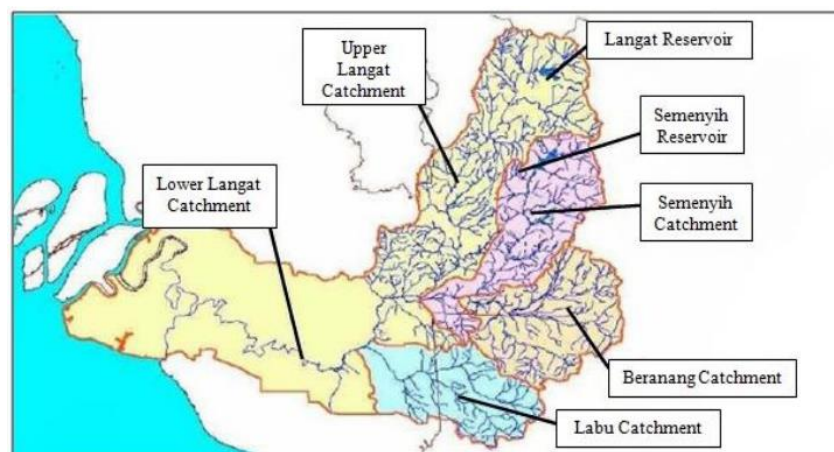 Upper
Langat
Catchment
Langat Reservoir
Semenyih
Reservoir
Lower Langat
Catchment
Semenyih
Catchment
Beranang Catchment
Labu Catchment